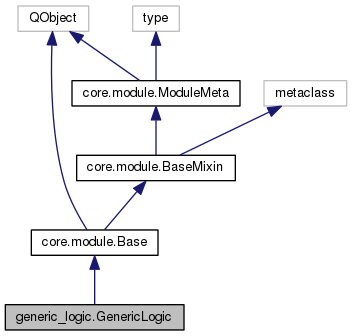 QObject
type
core.module.ModuleMeta
metaclass
core.module.BaseMixin
core.module.Base
generic_logic.GenericLogic